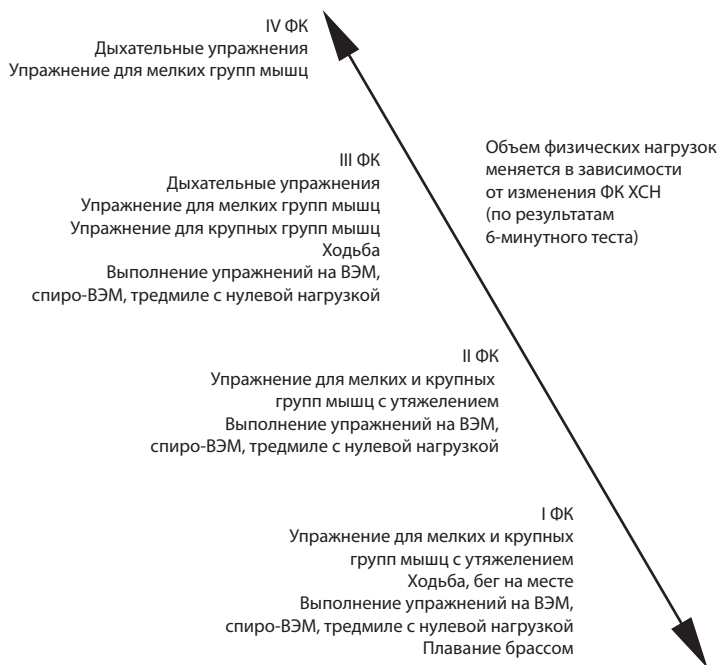 IV ФК
Дыхательные упражнения
Упражнение для мелких групп мышц
Объем физических нагрузок
меняется в зависимости
от изменения ФК ХСН
(по результатам
6-минутного теста)
III ФК
Дыхательные упражнения
Упражнение для мелких групп мышц
Упражнение для крупных групп мышц
Ходьба
Выполнение упражнений на ВЭМ,
спиро-ВЭМ, тредмиле с нулевой нагрузкой
II ФК
Упражнение для мелких и крупных
групп мышц с утяжелением
Выполнение упражнений на ВЭМ,
спиро-ВЭМ, тредмиле с нулевой нагрузкой
I ФК
Упражнение для мелких и крупных
групп мышц с утяжелением
Ходьба, бег на месте
Выполнение упражнений на ВЭМ,
спиро-ВЭМ, тредмиле с нулевой нагрузкой
Плавание брассом